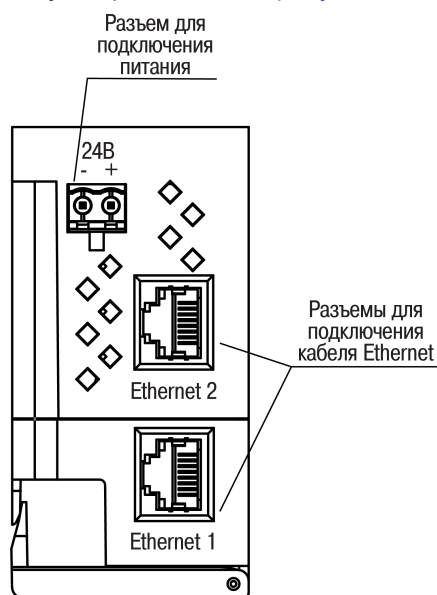 Разъем для
подключения
питания
24В
- +
Ethernet 2
Разъемы для
подключения
кабеля Ethernet
Ethernet 1